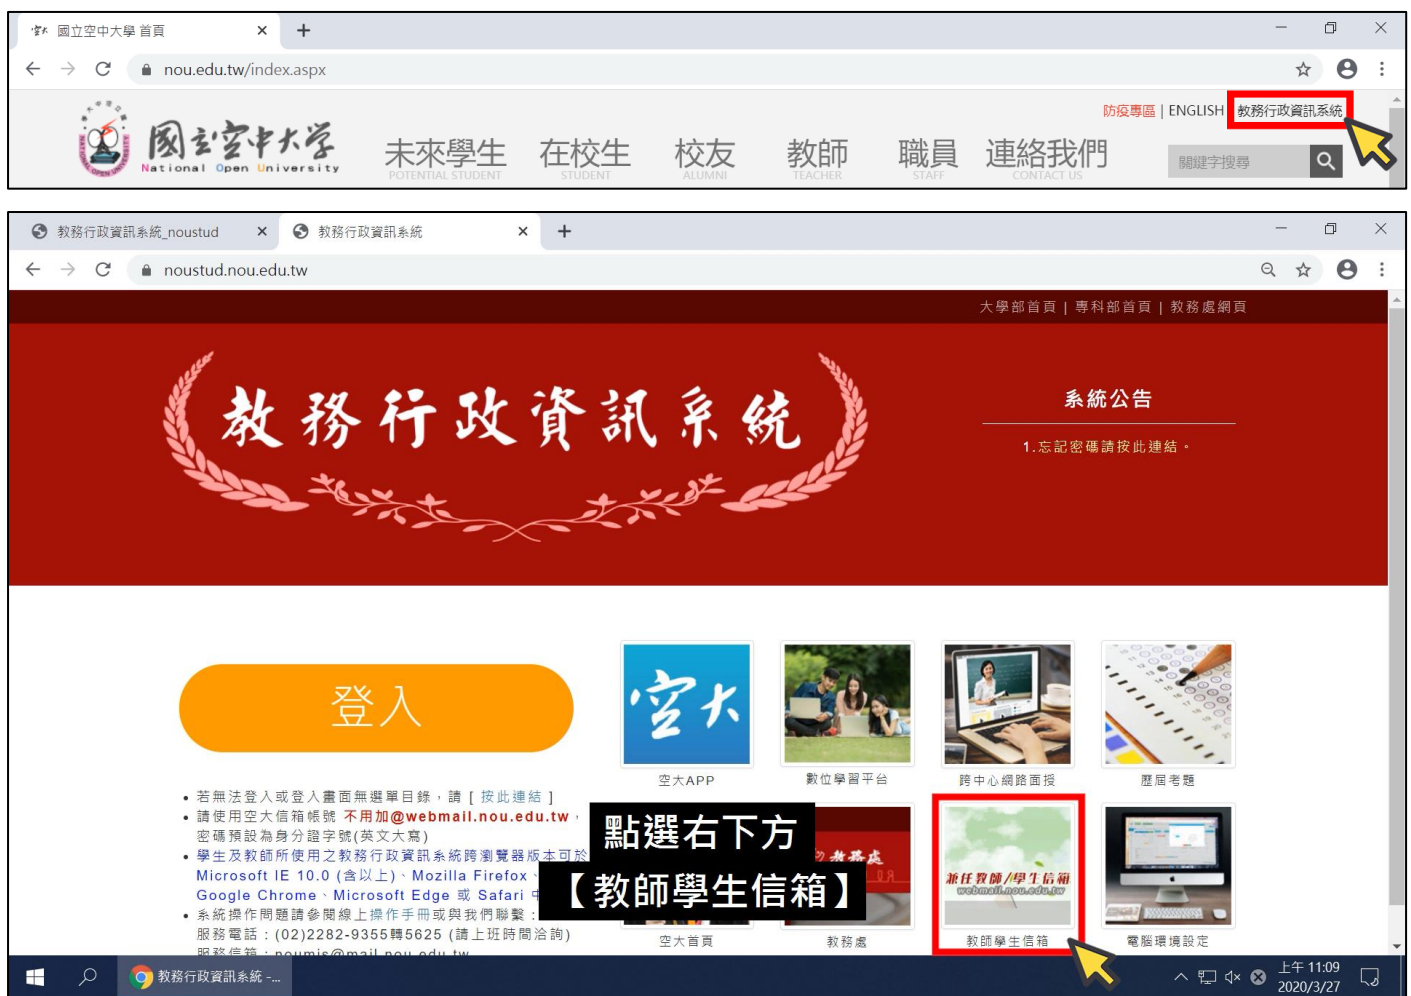 國立空中大學 首頁
nou.edu.tw/index.aspx
防疫專區 | ENGLISH 教務行政資訊系統
國立空中大学
National Open University
未來學生 在校生 校友 教師 職員 連絡我們
POTENTIAL STUDENT STUDENT ALUMNI TEACHER STAFF CONTACT US
關鍵字搜尋
教務行政資訊系統_noustud 教務行政資訊系統
noustud.nou.edu.tw
大學部首頁 | 專科部首頁 | 教務處網頁
教務行政資訊系統
系統公告
1.忘記密碼請按此連結。
登入
空大
空大APP 數位學習平台 跨中心網路面授 歷屆考題
若無法登入或登入畫面無選單目錄，請 [ 按此連結 ]
請使用空大信箱帳號 不用加@webmail.nou.edu.tw，
密碼預設為身分證字號(英文大寫)
學生及教師所使用之教務行政資訊系統跨瀏覽器版本可於
Microsoft IE 10.0 (含以上)、Mozilla Firefox、
Google Chrome、Microsoft Edge 或 Safari
系統操作問題請參閱線上操作手冊或與我們聯繫：
服務電話：(02)2282-9355轉5625 (請上班時間洽詢)
服務信箱：noumis@mail.nou.edu.tw
點選右下方
【教師學生信箱】
教務處
兼任教師/學生信箱
webmail.nou.edu.tw
空大首頁 教務處 教師學生信箱 電腦環境設定
教務行政資訊系統 -...
上午 11:09
2020/3/27